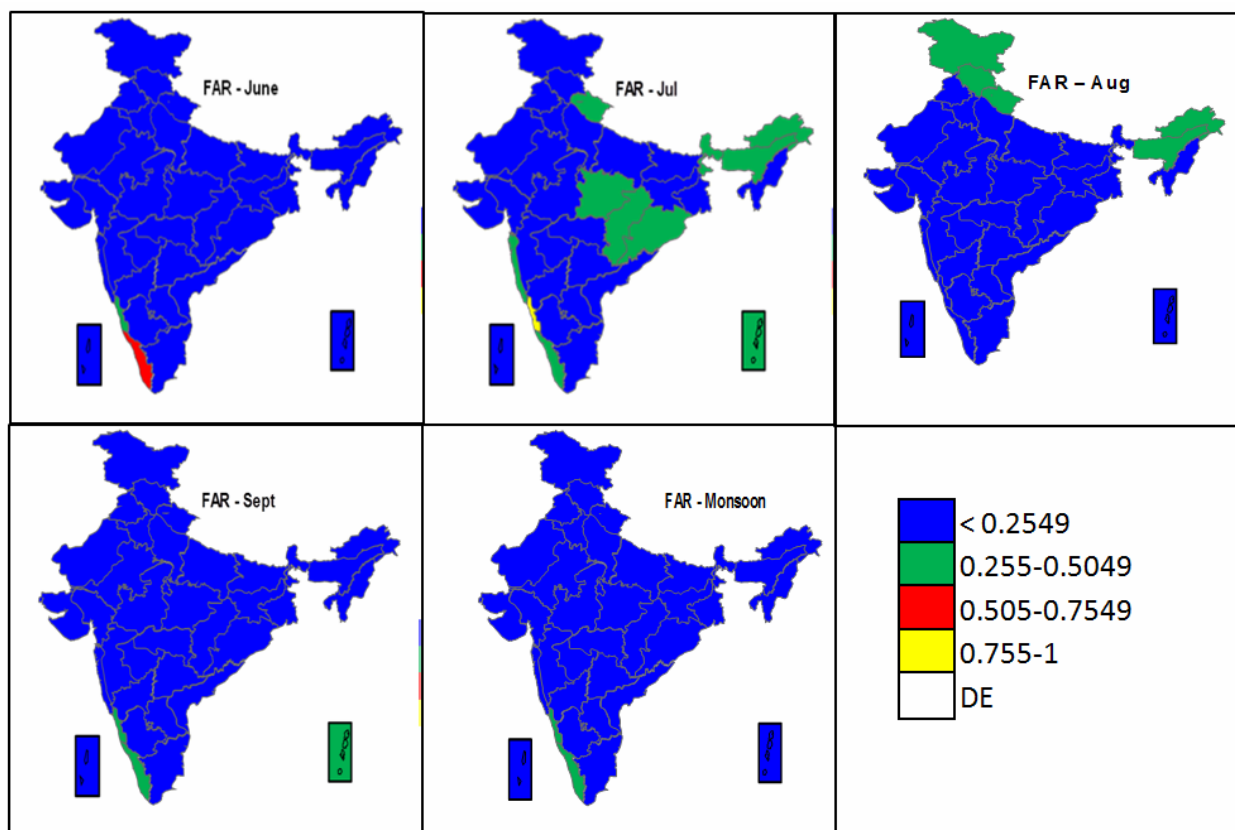 FAR - June
FAR - Jul
FAR – Aug
FAR - Sept
FAR - Monsoon
< 0.2549
0.255-0.5049
0.505-0.7549
0.755-1
DE